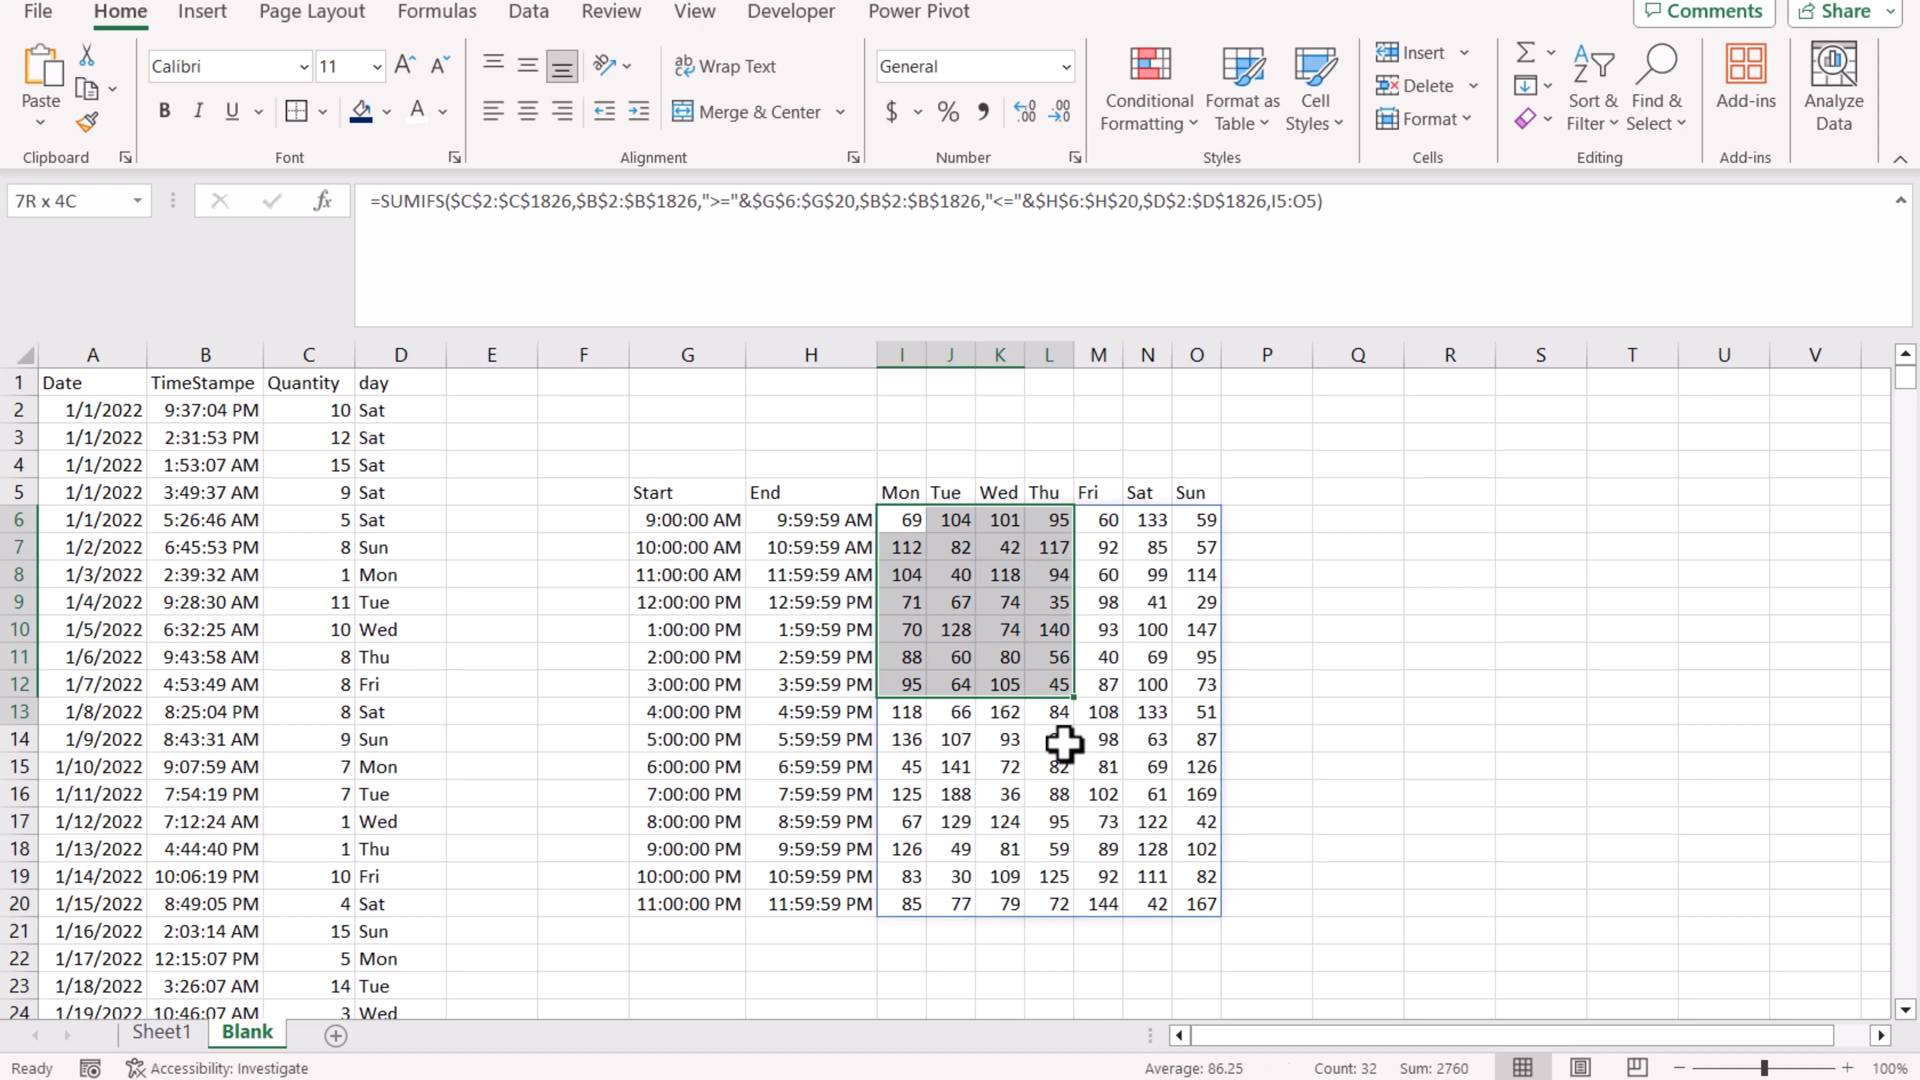 File Home Insert Page Layout Formulas Data Review View Developer Power Pivot Comments Share
Calibri 11 Wrap Text General Insert
Paste Conditional Format as Cell Delete Sort & Find & Add-ins Analyze
B I U A Merge & Center $ % Formatting Table Styles Format Filter Select Data
Clipboard Font Alignment Number Styles Cells Editing Add-ins
7R x 4C fx =SUMIFS($C$2:$C$1826,$B$2:$B$1826,">="&$G$6:$G$20,$B$2:$B$1826,"<="&$H$6:$H$20,$D$2:$D$1826,I5:O5)
A B C D E F G H I J K L M N O P Q R S T U V
1 Date TimeStampe Quantity day
2 1/1/2022 9:37:04 PM 10 Sat
3 1/1/2022 2:31:53 PM 12 Sat
4 1/1/2022 1:53:07 AM 15 Sat
5 1/1/2022 3:49:37 AM 9 Sat Start End Mon Tue Wed Thu Fri Sat Sun
6 1/1/2022 5:26:46 AM 5 Sat 9:00:00 AM 9:59:59 AM 69 104 101 95 60 133 59
7 1/2/2022 6:45:53 PM 8 Sun 10:00:00 AM 10:59:59 AM 112 82 42 117 92 85 57
8 1/3/2022 2:39:32 AM 1 Mon 11:00:00 AM 11:59:59 AM 104 40 118 94 60 99 114
9 1/4/2022 9:28:30 AM 11 Tue 12:00:00 PM 12:59:59 PM 71 67 74 35 98 41 29
10 1/5/2022 6:32:25 AM 10 Wed 1:00:00 PM 1:59:59 PM 70 128 74 140 93 100 147
11 1/6/2022 9:43:58 AM 8 Thu 2:00:00 PM 2:59:59 PM 88 60 80 56 40 69 95
12 1/7/2022 4:53:49 AM 8 Fri 3:00:00 PM 3:59:59 PM 95 64 105 45 87 100 73
13 1/8/2022 8:25:04 PM 8 Sat 4:00:00 PM 4:59:59 PM 118 66 162 84 108 133 51
14 1/9/2022 8:43:31 AM 9 Sun 5:00:00 PM 5:59:59 PM 136 107 93 98 63 87
15 1/10/2022 9:07:59 AM 7 Mon 6:00:00 PM 6:59:59 PM 45 141 72 82 81 69 126
16 1/11/2022 7:54:19 PM 7 Tue 7:00:00 PM 7:59:59 PM 125 188 36 88 102 61 169
17 1/12/2022 7:12:24 AM 1 Wed 8:00:00 PM 8:59:59 PM 67 129 124 95 73 122 42
18 1/13/2022 4:44:40 PM 1 Thu 9:00:00 PM 9:59:59 PM 126 49 81 59 89 128 102
19 1/14/2022 10:06:19 PM 10 Fri 10:00:00 PM 10:59:59 PM 83 30 109 125 92 111 82
20 1/15/2022 8:49:05 PM 4 Sat 11:00:00 PM 11:59:59 PM 85 77 79 72 144 42 167
21 1/16/2022 2:03:14 AM 15 Sun
22 1/17/2022 12:15:07 PM 5 Mon
23 1/18/2022 3:26:07 AM 14 Tue
24 1/19/2022 10:46:07 AM 3 Wed
Sheet1 Blank
Ready Accessibility: Investigate Average: 86.25 Count: 32 Sum: 2760 100%